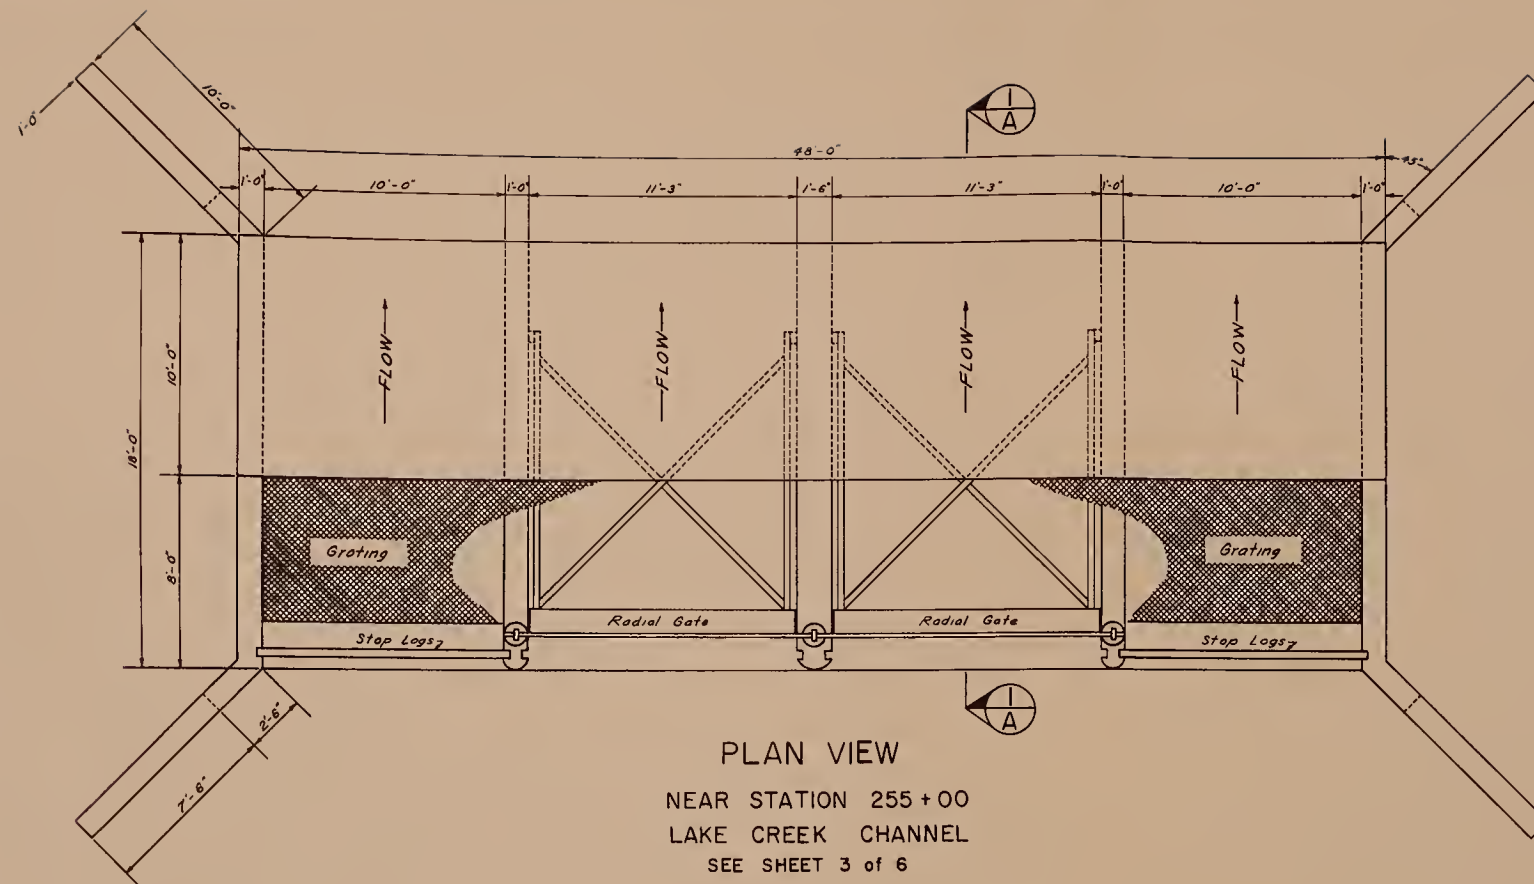 10'-0"
1'-0"
1
A
48'-0"
45°
1'-0" 10'-0" 1'-0" 11'-3" 1'-6" 11'-3" 1'-0" 10'-0" 1'-0"
FLOW FLOW FLOW FLOW
10'-0"
18'-0"
8'-0"
Grating Grating
Radial Gate Radial Gate
Stop Logs Stop Logs
2'-6"
7'-6"
1
A
PLAN VIEW
NEAR STATION 255+00
LAKE CREEK CHANNEL
SEE SHEET 3 of 6